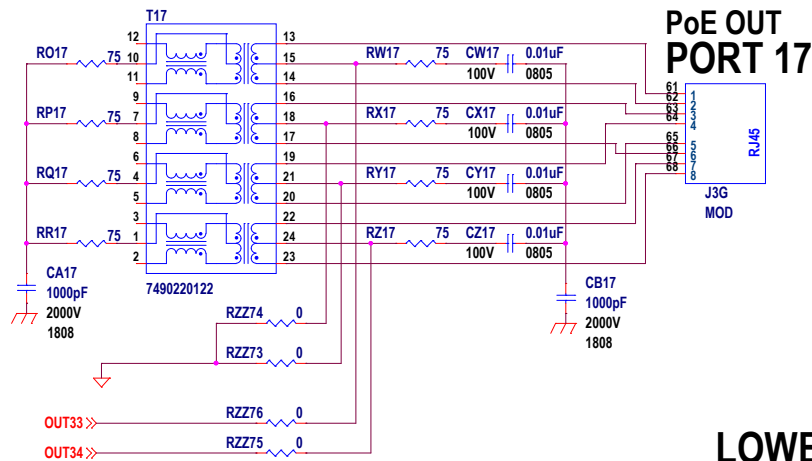 T17
PoE OUT
PORT 17
12 13
RO17 75 10 15 RW17 75 CW17 0.01uF
11 14 100V 0805
9 16
RP17 75 7 18 RX17 75 CX17 0.01uF
8 17 100V 0805
6 19
RQ17 75 4 21 RY17 75 CY17 0.01uF
5 20 100V 0805
3 22
RR17 75 1 24 RZ17 75 CZ17 0.01uF
2 23 100V 0805
61 1
62 2
63 3
64 4
65 5
66 6
67 7
68 8
RJ45
J3G
MOD
CA17
1000pF
2000V
1808
7490220122
CB17
1000pF
2000V
1808
RZZ74 0
RZZ73 0
OUT33 RZZ76 0
OUT34 RZZ75 0